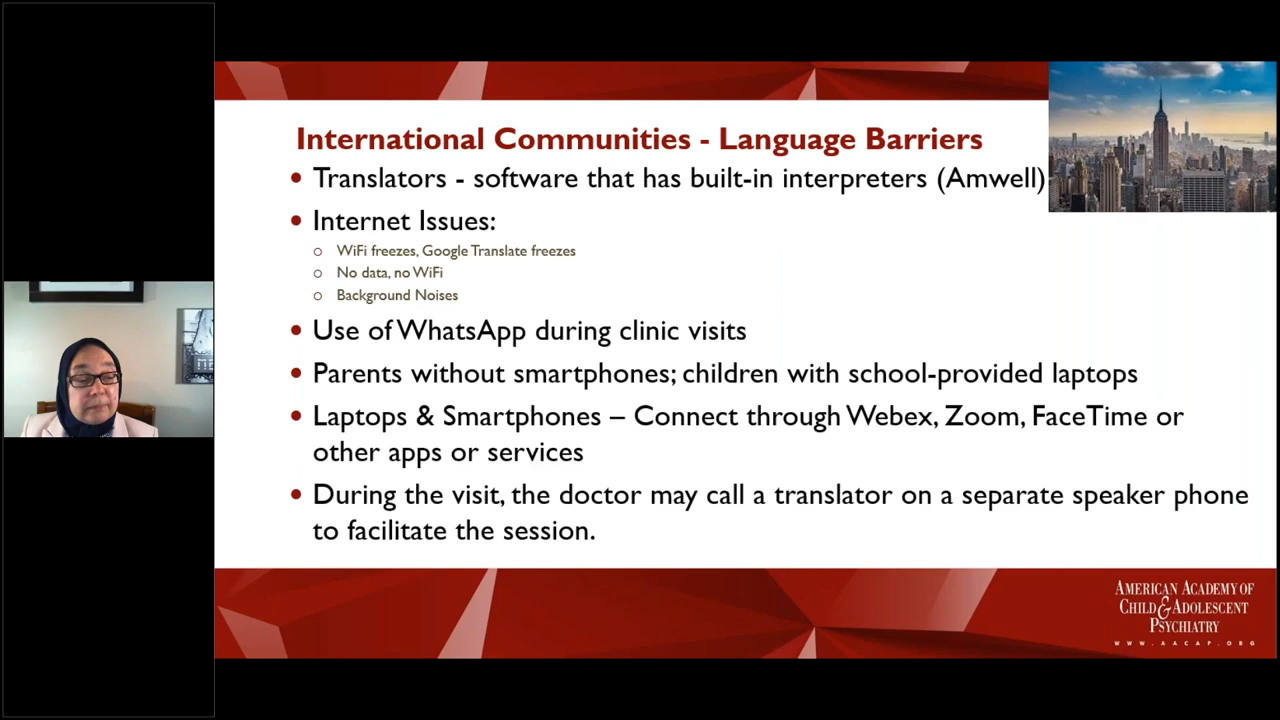 International Communities - Language Barriers
• Translators - software that has built-in interpreters (Amwell)
• Internet Issues:
○ WiFi freezes, Google Translate freezes
○ No data, no WiFi
○ Background Noises
• Use of WhatsApp during clinic visits
• Parents without smartphones; children with school-provided laptops
• Laptops & Smartphones – Connect through Webex, Zoom, FaceTime or
other apps or services
• During the visit, the doctor may call a translator on a separate speaker phone
to facilitate the session.
AMERICAN ACADEMY OF
CHILD & ADOLESCENT
PSYCHIATRY
WWW.AACAP.ORG